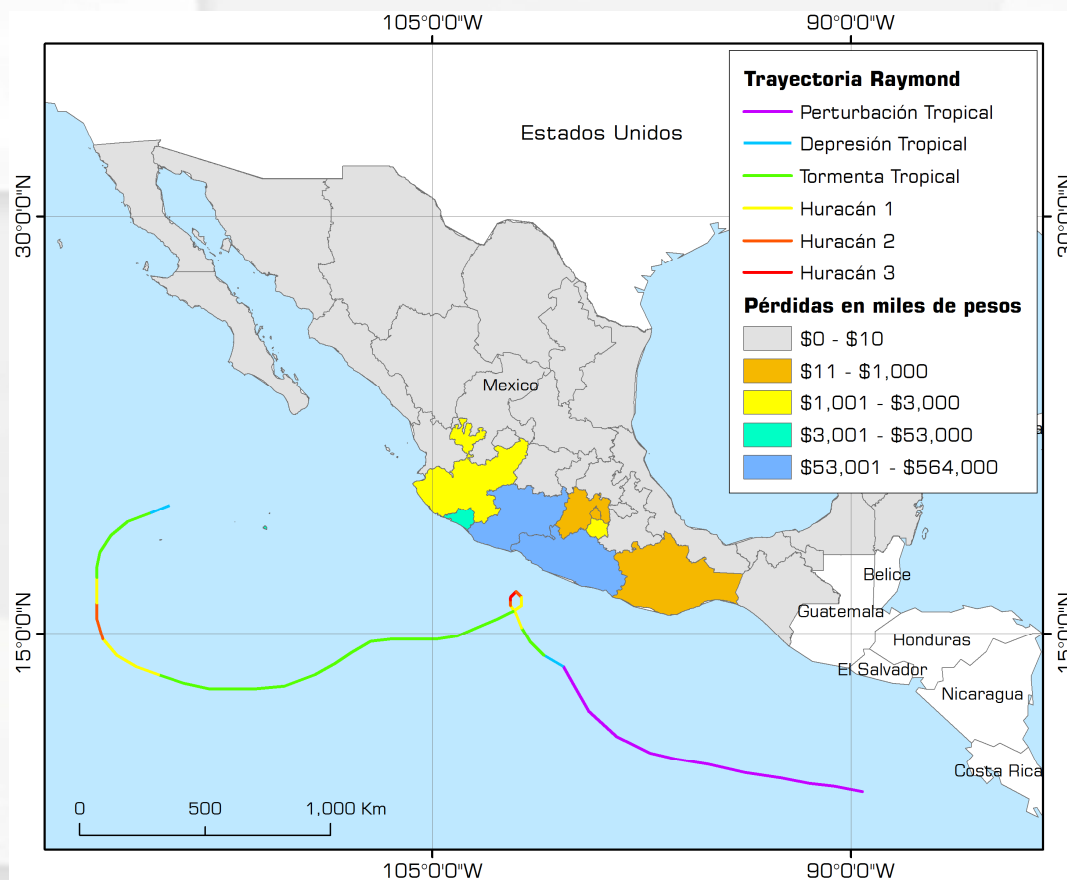 105°0'0"W 90°0'0"W
Estados Unidos
Trayectoria Raymond
Perturbación Tropical
Depresión Tropical
Tormenta Tropical
Huracán 1
Huracán 2
Huracán 3
Pérdidas en miles de pesos
$0 - $10
$11 - $1,000
$1,001 - $3,000
$3,001 - $53,000
$53,001 - $564,000
30°0'0"N
30°0'0"N
Mexico
Belice
Guatemala
Honduras
El Salvador
Nicaragua
Costa Rica
15°0'0"N
15°0'0"N
0 500 1,000 Km
105°0'0"W 90°0'0"W